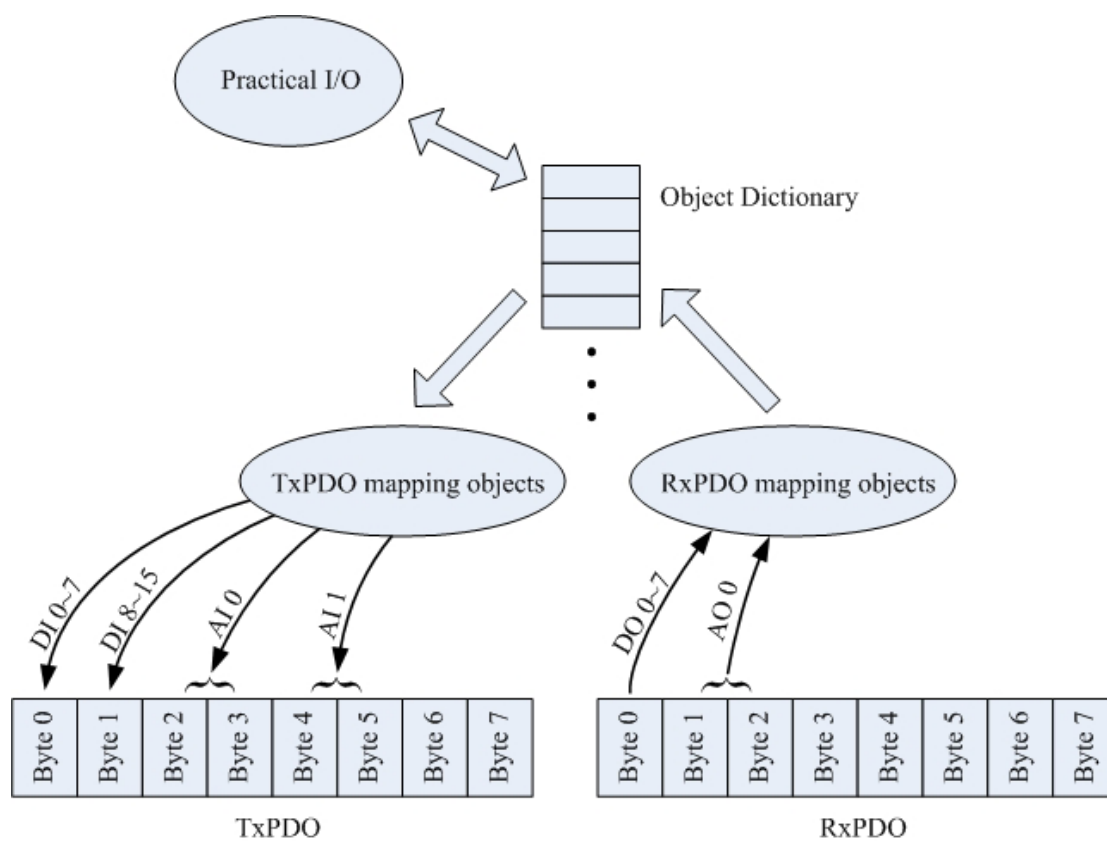 Practical I/O
Object Dictionary
TxPDO mapping objects
RxPDO mapping objects
DI 0~7
DI 8~15
AI 0
AI 1
DO 0~7
AO 0
Byte 0
Byte 1
Byte 2
Byte 3
Byte 4
Byte 5
Byte 6
Byte 7
Byte 0
Byte 1
Byte 2
Byte 3
Byte 4
Byte 5
Byte 6
Byte 7
TxPDO
RxPDO